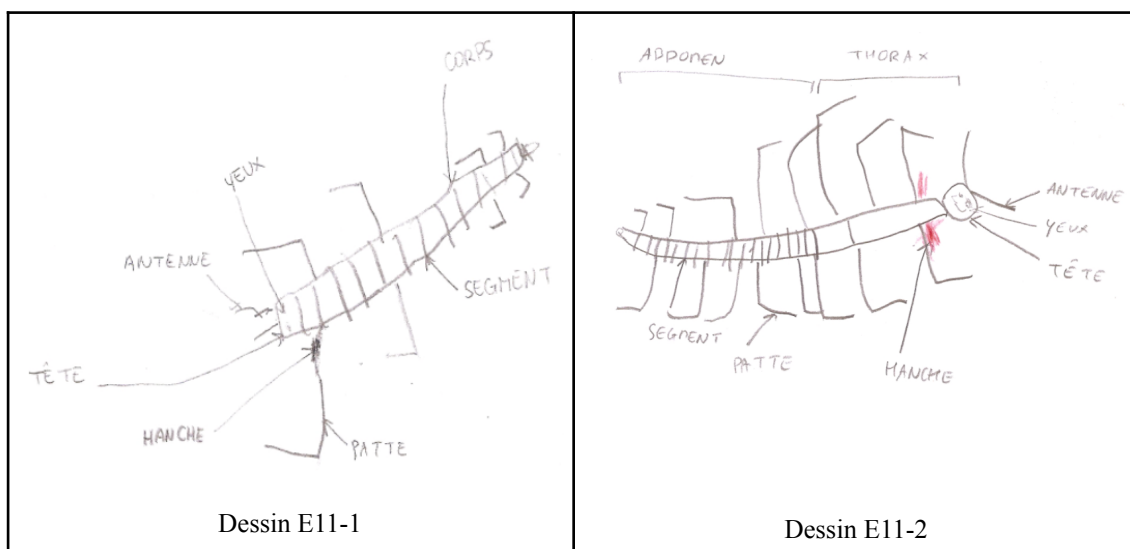 CORPS
YEUX
ANTENNE
SEGMENT
TÊTE
HANCHE
PATTE
Dessin E11-1
ADDOMEN
THORAX
ANTENNE
YEUX
TÊTE
SEGMENT
PATTE
HANCHE
Dessin E11-2